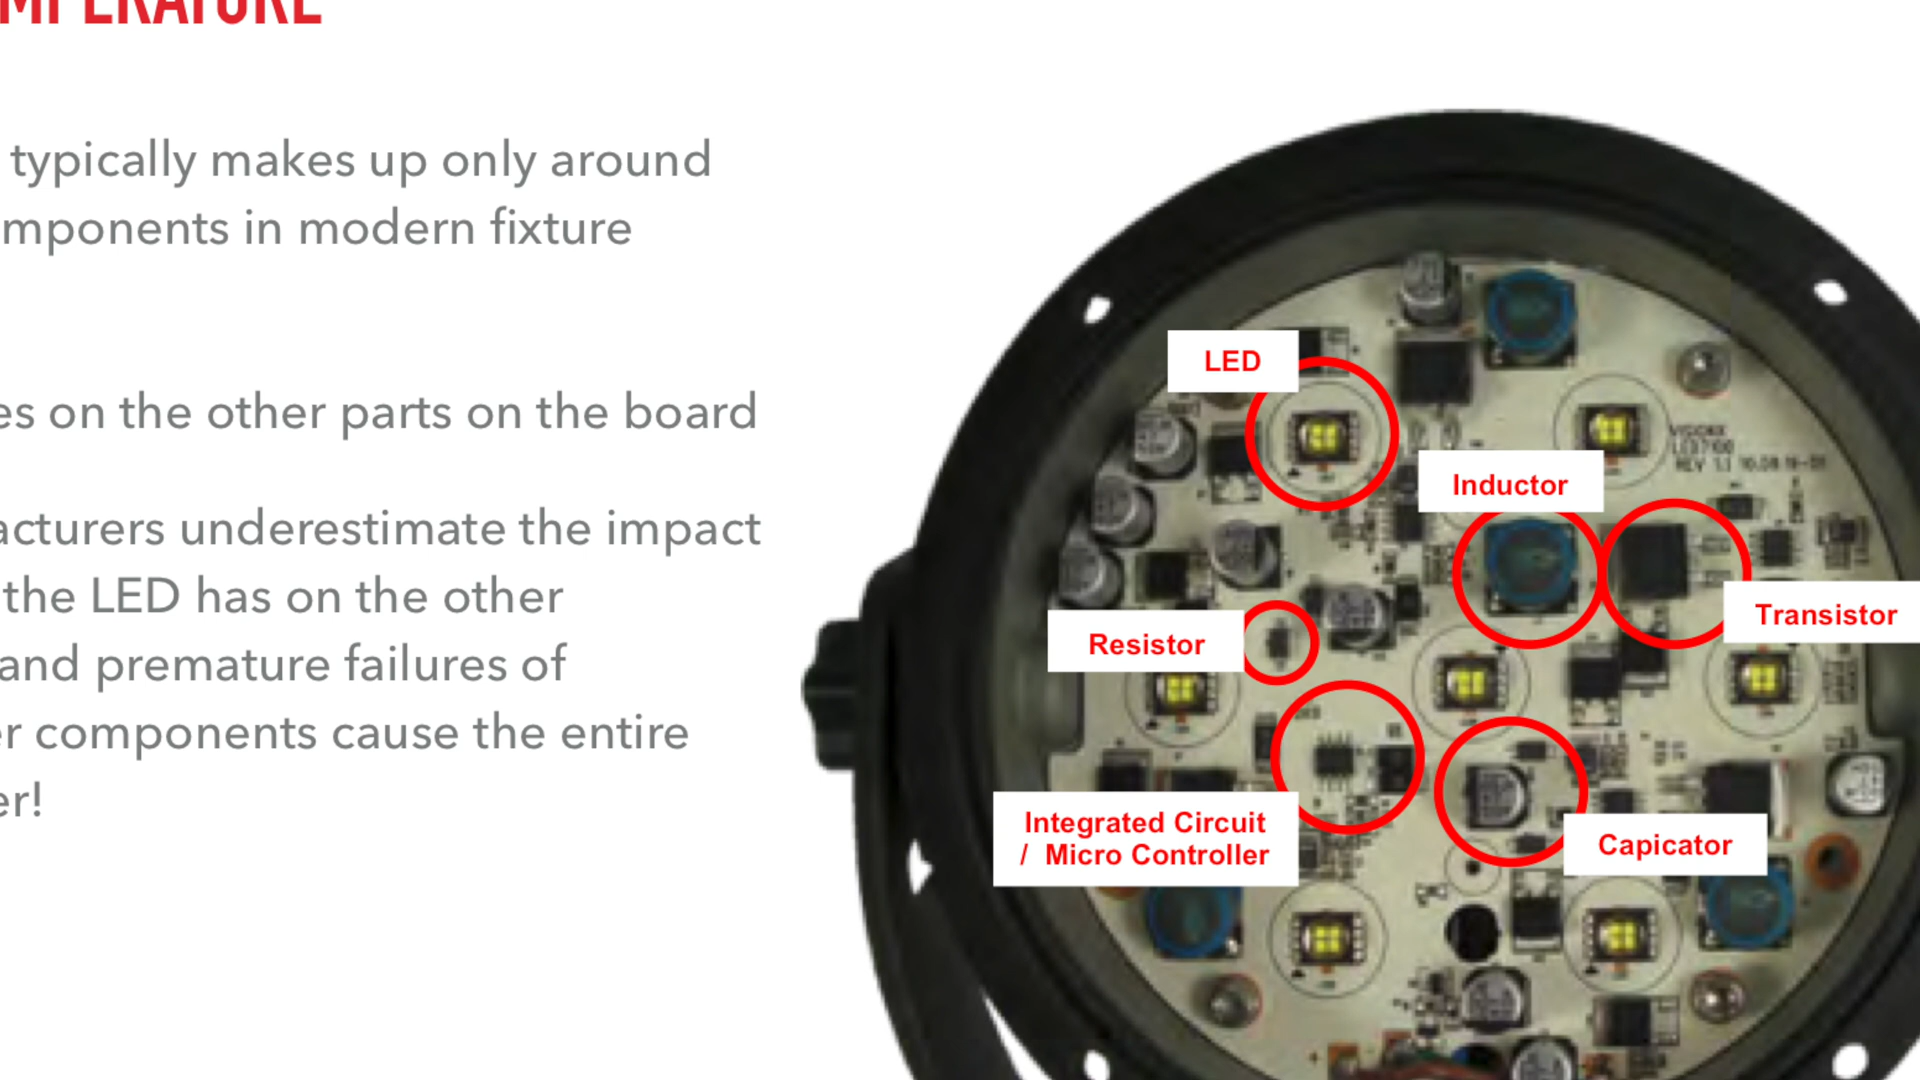 MPERATURE
typically makes up only around
mponents in modern fixture
es on the other parts on the board
acturers underestimate the impact
the LED has on the other
and premature failures of
er components cause the entire
er!
LED
Inductor
Transistor
Resistor
Integrated Circuit
/ Micro Controller
Capicator